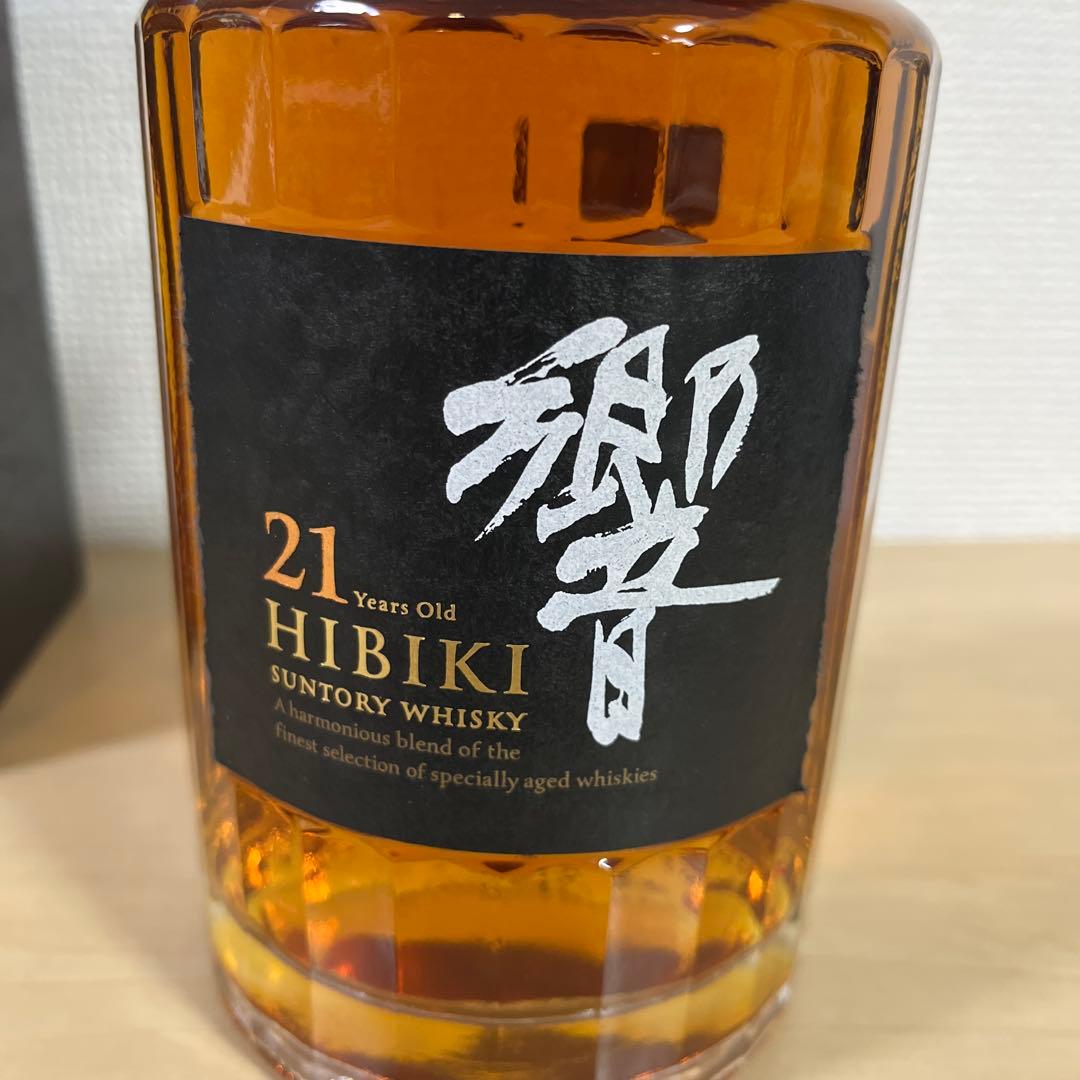 響
21 Years Old
HIBIKI
SUNTORY WHISKY
A harmonious blend of the
finest selection of specially aged whiskies